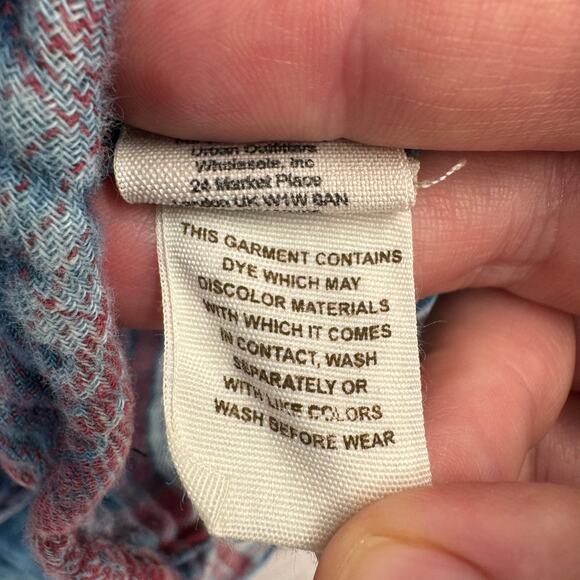 Urban Outfitters
Wholesale, Inc
24 Market Place
London UK W1W 8AN
THIS GARMENT CONTAINS
DYE WHICH MAY
DISCOLOR MATERIALS
WITH WHICH IT COMES
IN CONTACT, WASH
SEPARATELY OR
WITH LIKE COLORS
WASH BEFORE WEAR